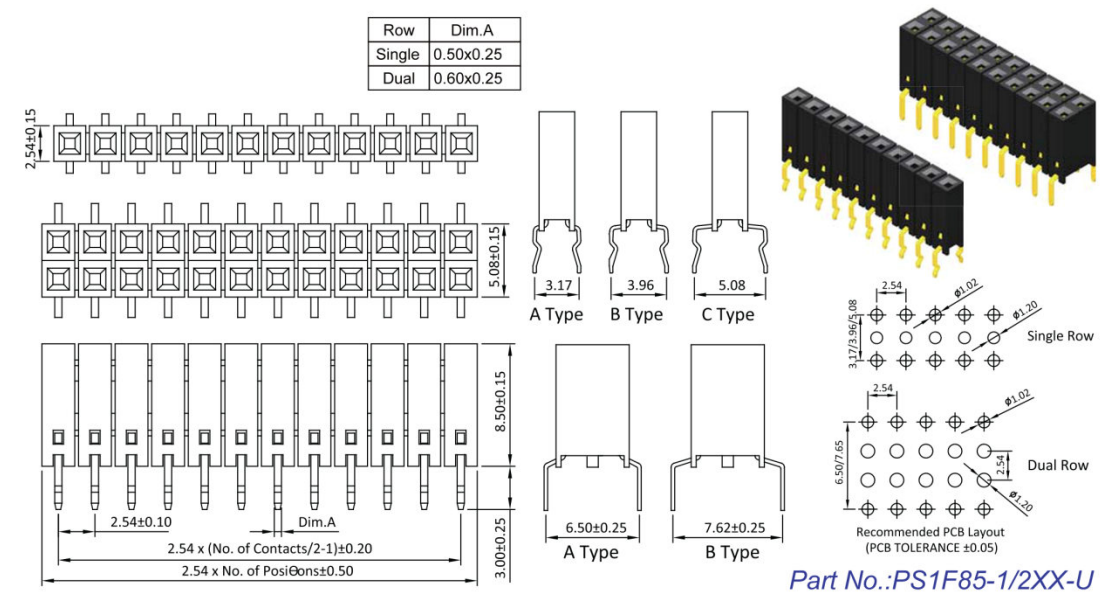 Row Dim.A
Single 0.50x0.25
Dual 0.60x0.25
2.54±0.15
5.08±0.15
3.17
A Type
3.96
B Type
5.08
C Type
8.50±0.15
3.00±0.25
2.54±0.10
Dim.A
2.54 x (No. of Contacts/2-1)±0.20
2.54 x No. of PosiƟons±0.50
6.50±0.25
A Type
7.62±0.25
B Type
2.54
ϕ1.02
ϕ1.20
3.17/3.96/5.08
Single Row
2.54
ϕ1.02
6.50/7.65
2.54
ϕ1.20
Dual Row
Recommended PCB Layout
(PCB TOLERANCE ±0.05)
Part No.:PS1F85-1/2XX-U